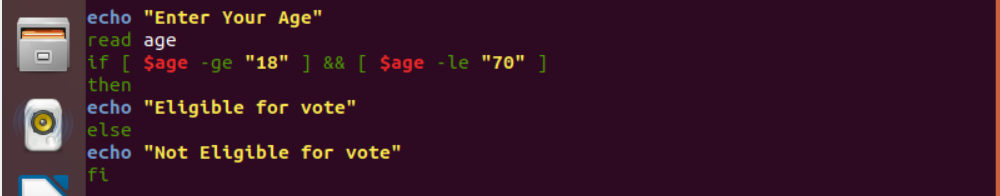 echo "Enter Your Age"
read age
if [ $age -ge "18" ] && [ $age -le "70" ]
then
echo "Eligible for vote"
else
echo "Not Eligible for vote"
fi